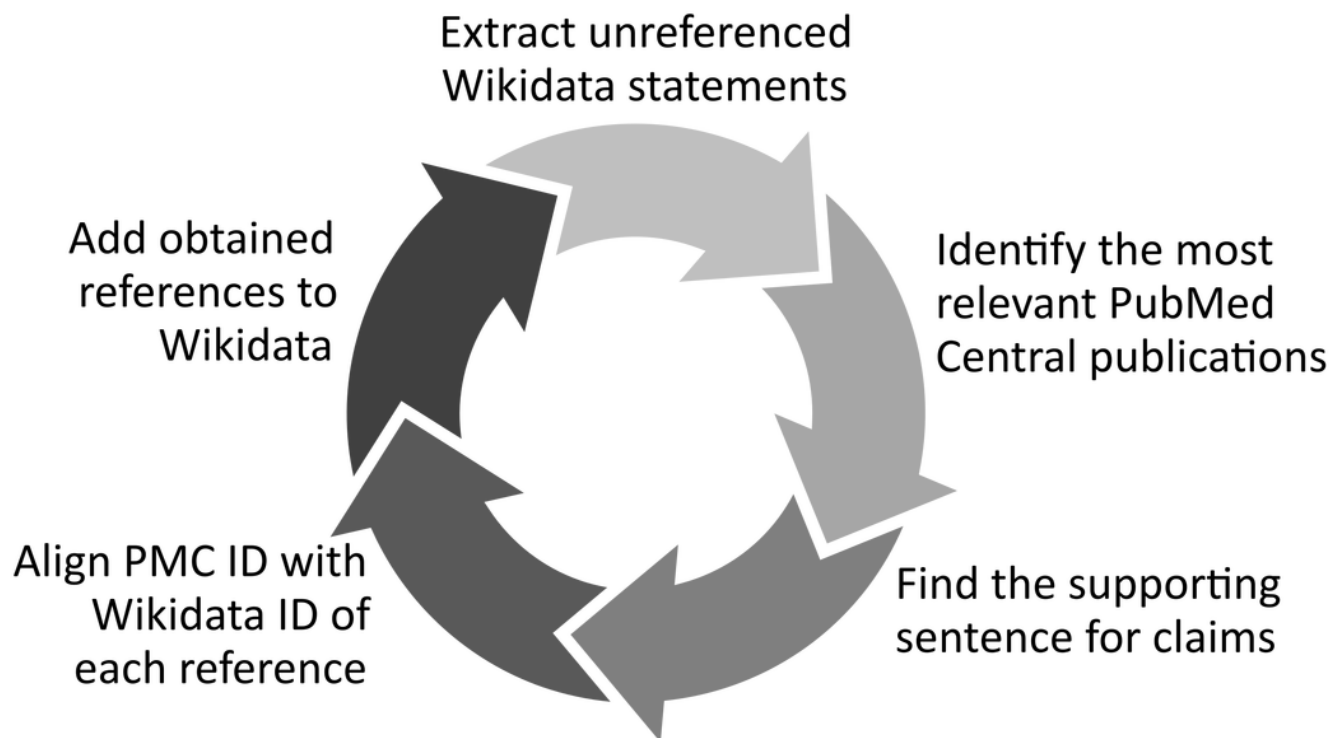 Extract unreferenced
Wikidata statements
Identify the most
relevant PubMed
Central publications
Find the supporting
sentence for claims
Align PMC ID with
Wikidata ID of
each reference
Add obtained
references to
Wikidata